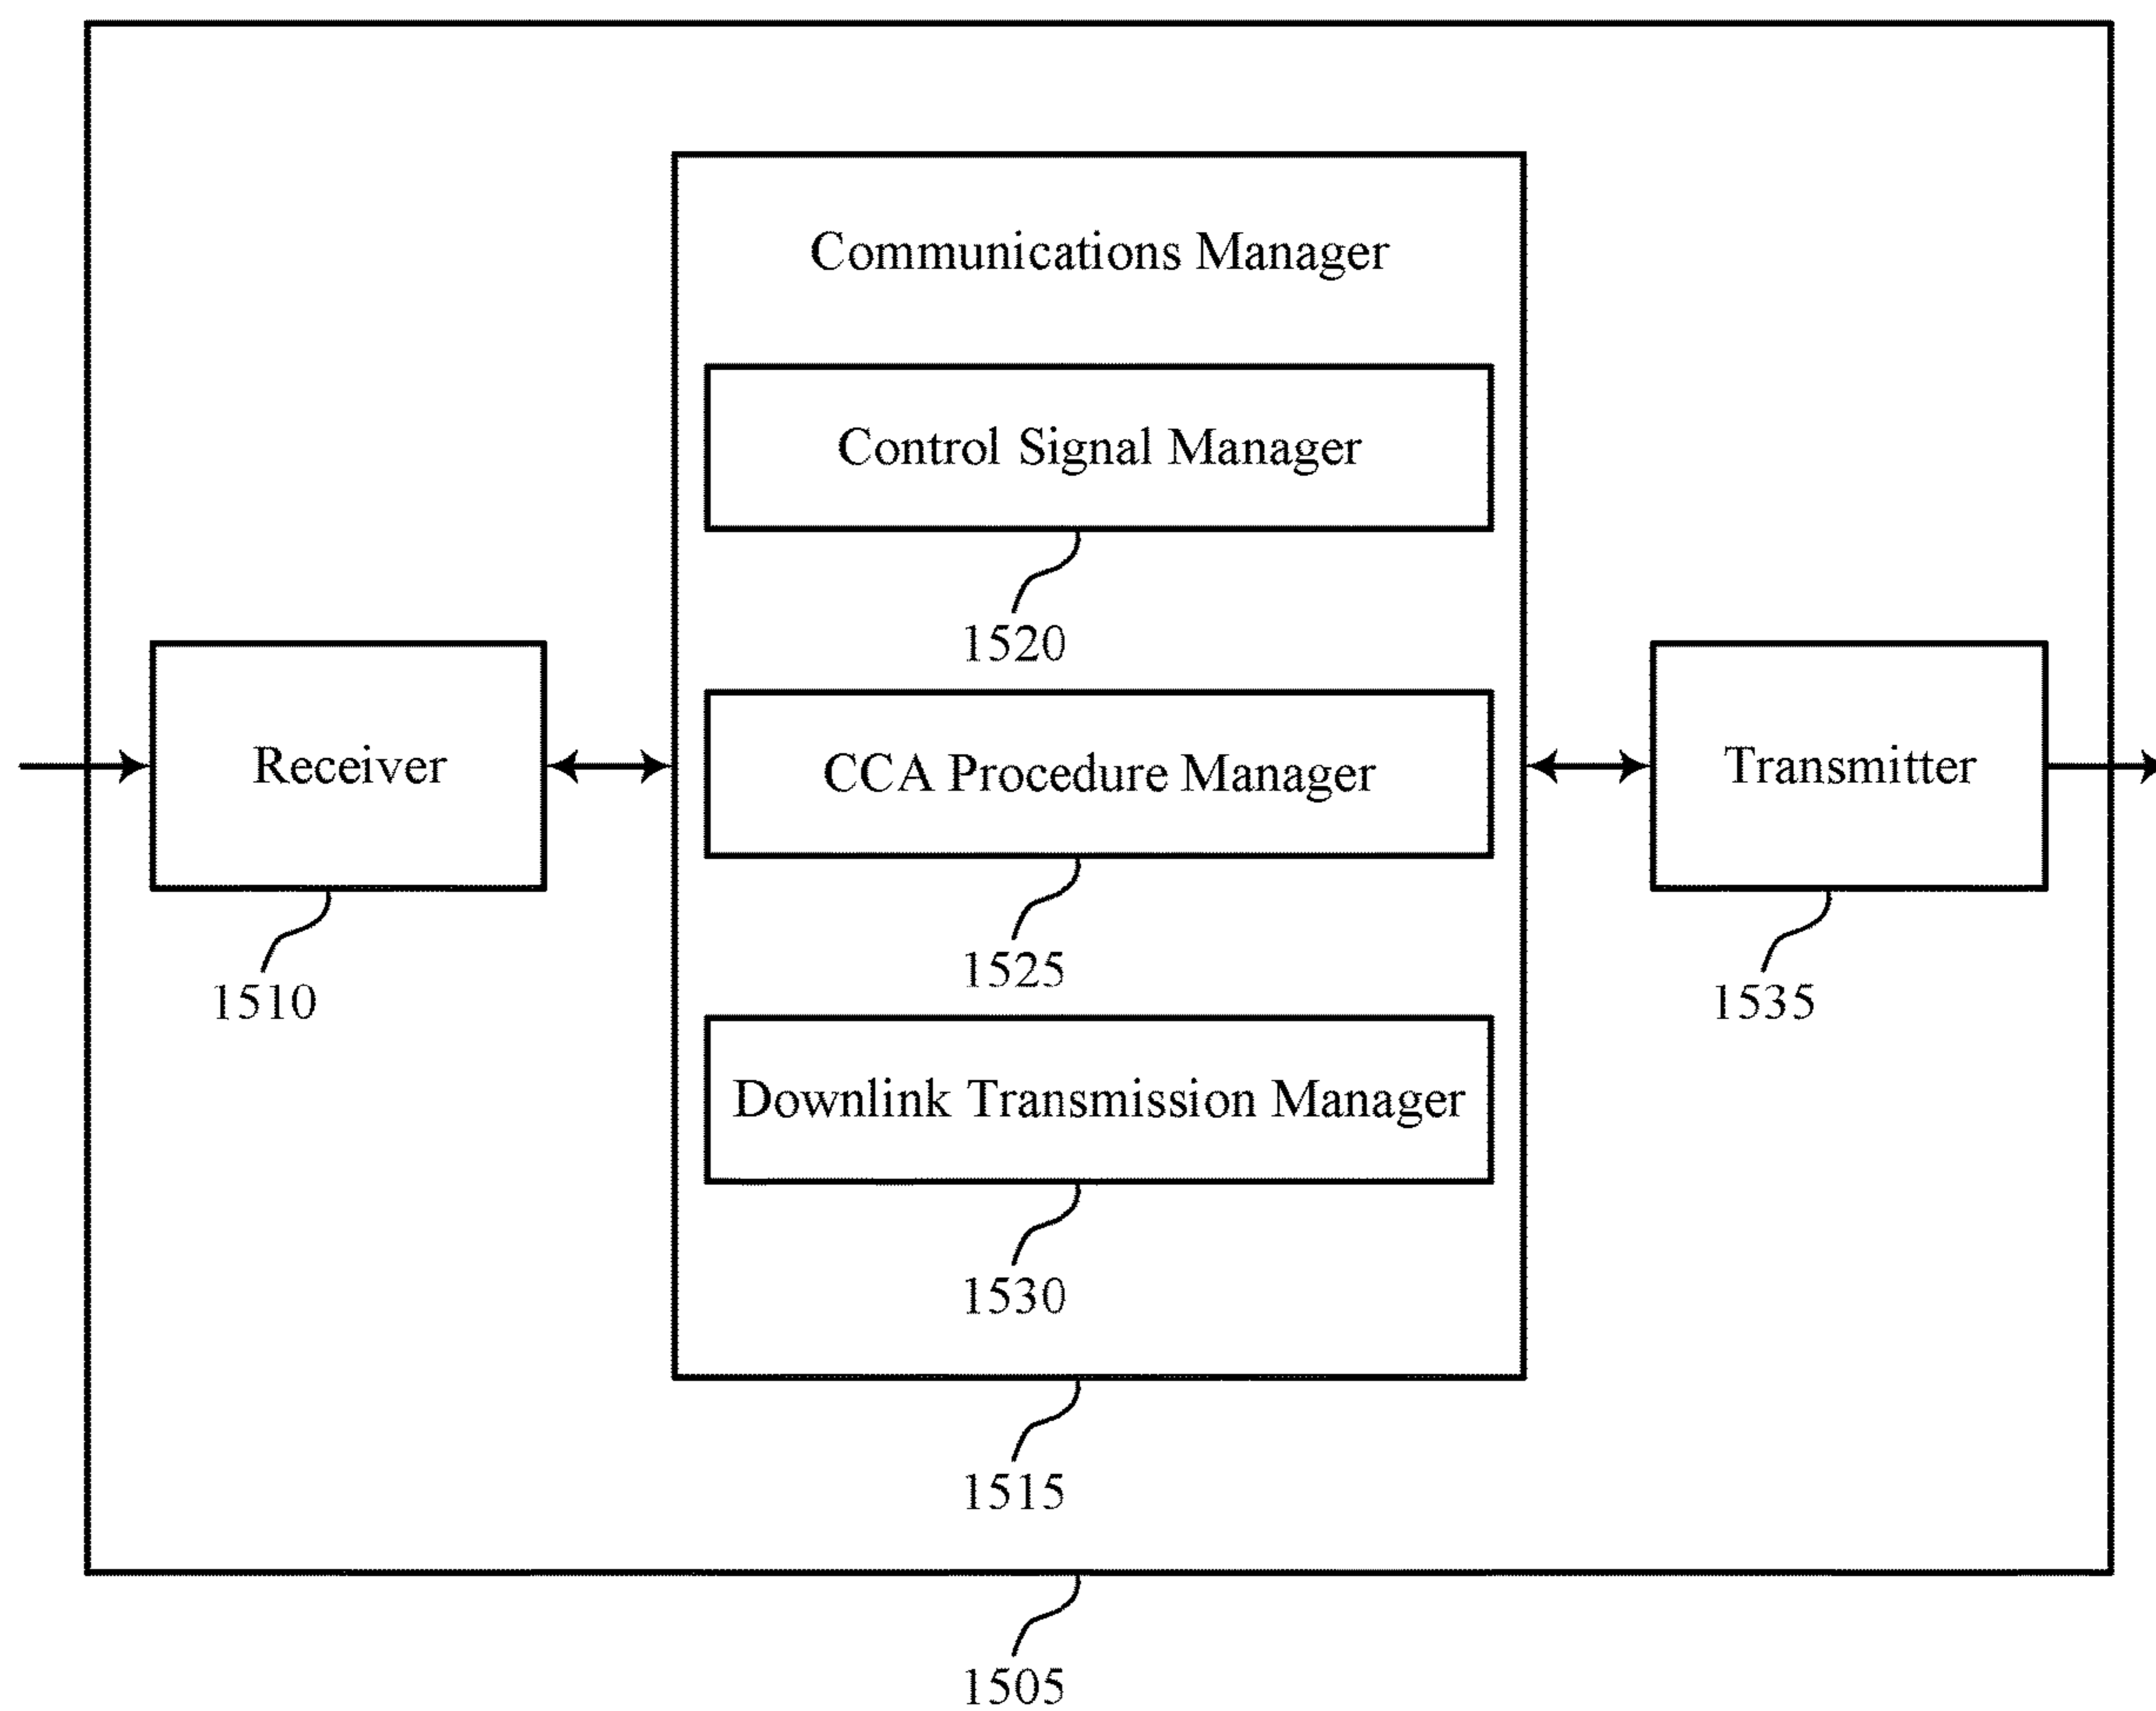 Communications Manager
Control Signal Manager
1520
Receiver
1510
CCA Procedure Manager
1525
Transmitter
1535
Downlink Transmission Manager
1530
1515
1505